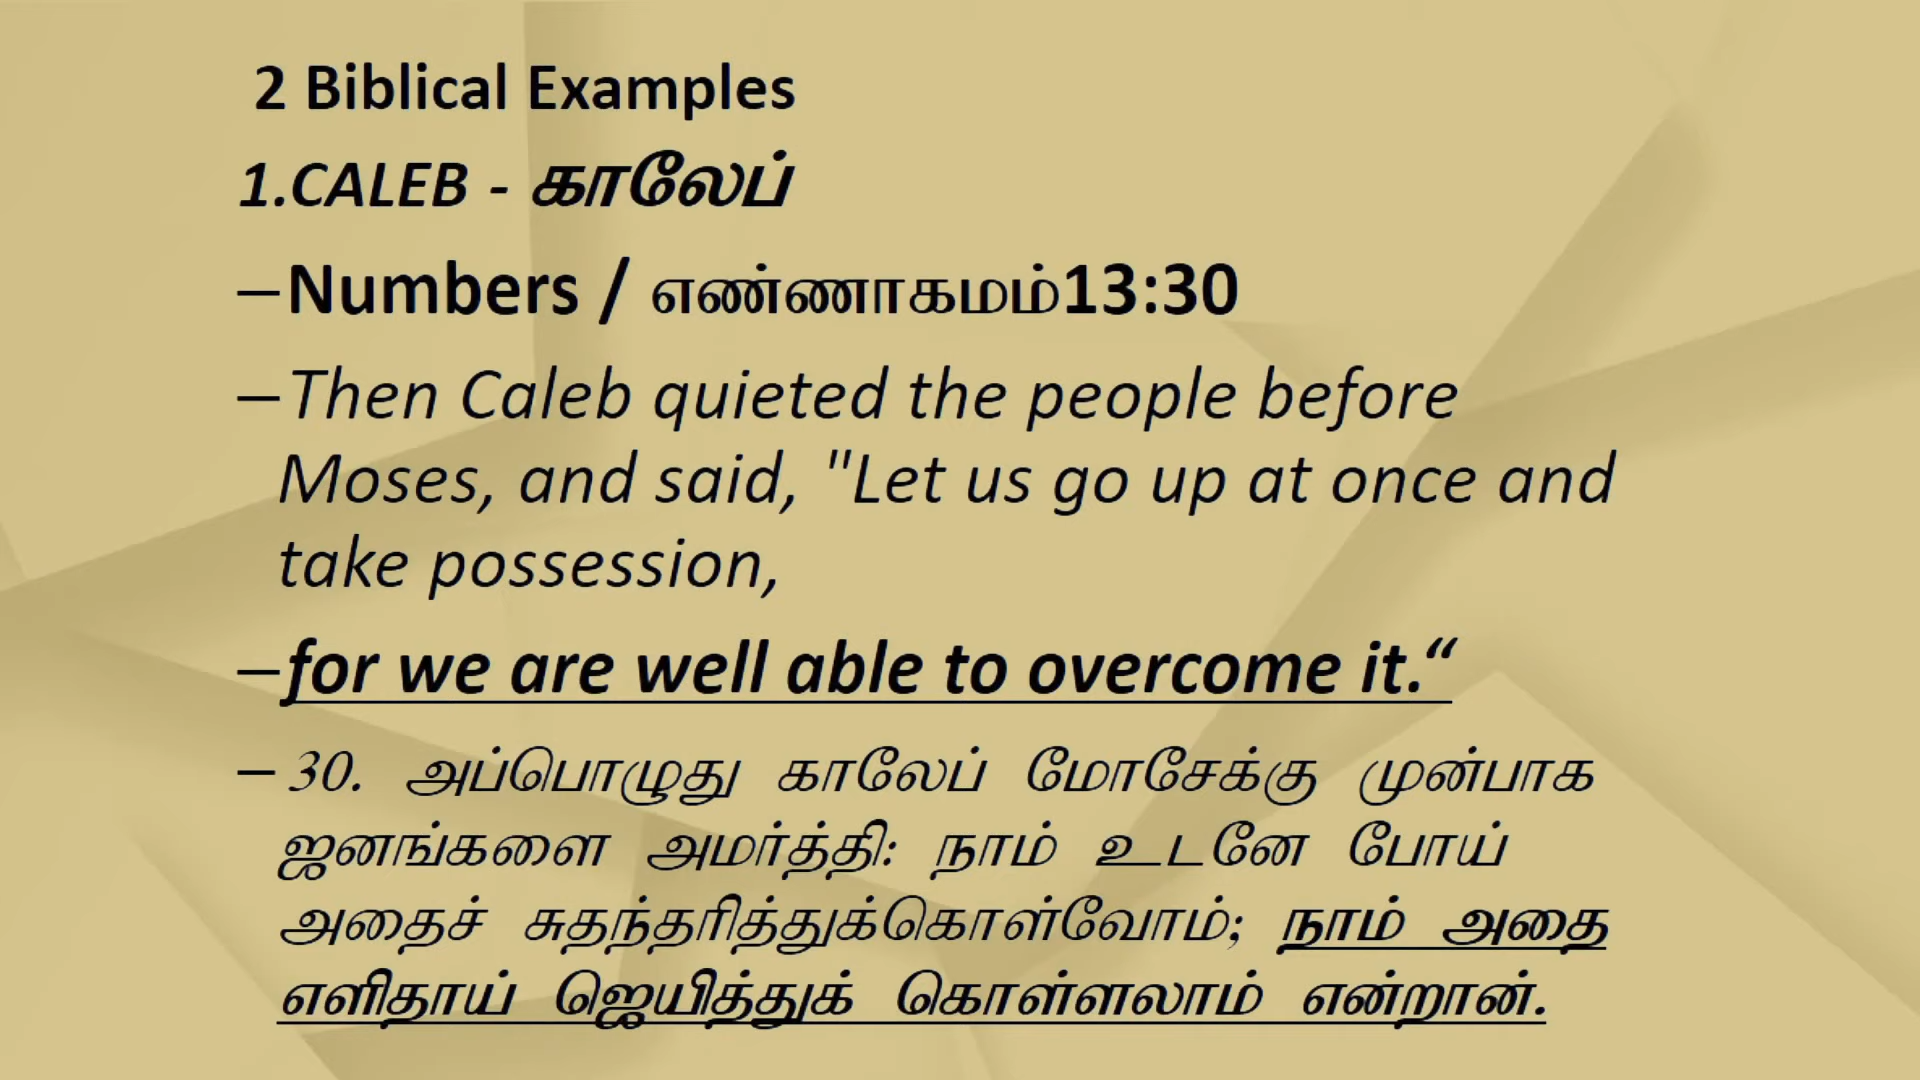 2 Biblical Examples
1.CALEB - காலேப்
–Numbers / எண்ணாகமம்13:30
–Then Caleb quieted the people before
Moses, and said, "Let us go up at once and
take possession,
–for we are well able to overcome it.“
– 30. அப்பொழுது காலேப் மோசேக்கு முன்பாக
ஜனங்களை அமர்த்தி: நாம் உடனே போய்
அதைச் சுதந்தரித்துக்கொள்வோம்; நாம் அதை
எளிதாய் ஜெயித்துக் கொள்ளலாம் என்றான்.